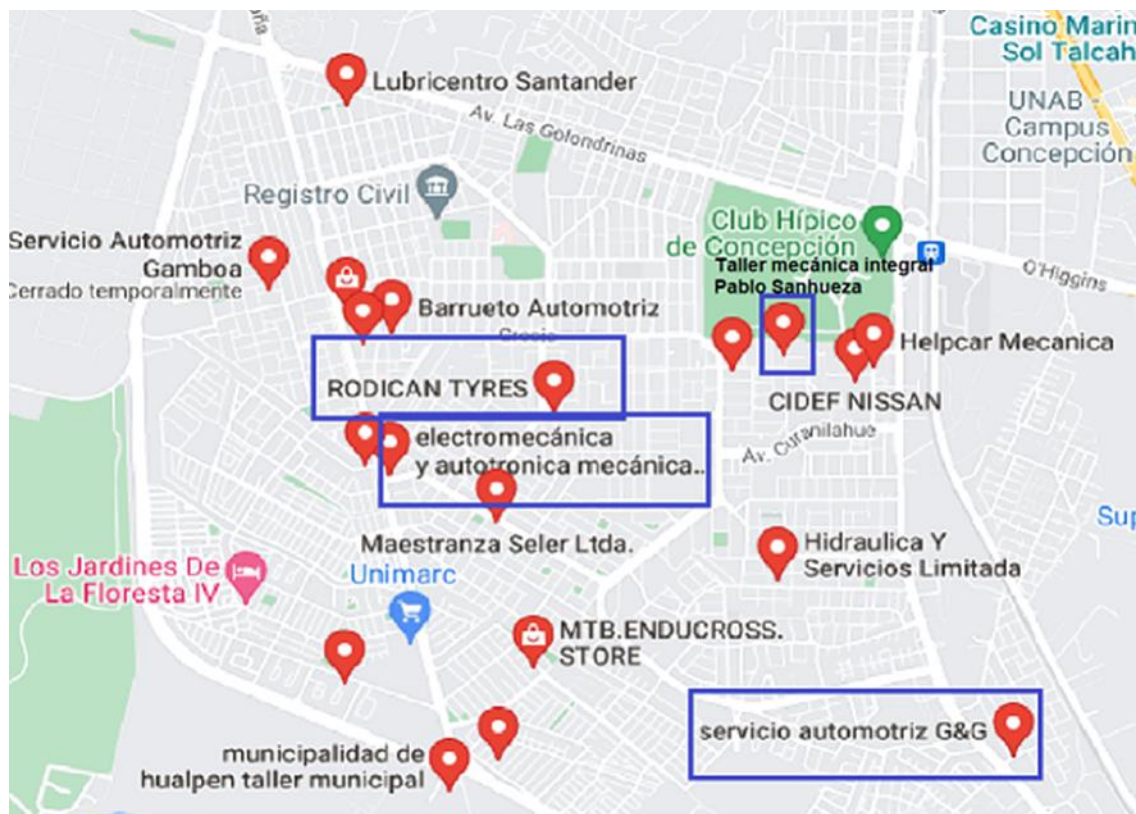 Casino Marin
Sol Talcah
Lubricentro Santander
Av. Las Golondrinas
UNAB -
Campus
Concepción
Registro Civil
Club Hípico
de Concepción
Servicio Automotriz
Gamboa
Cerrado temporalmente
Taller mecánica integral
Pablo Sanhueza
O'Higgins
Barrueto Automotriz
Helpcar Mecanica
RODICAN TYRES
CIDEF NISSAN
electromecánica
y autotronica mecánica..
Av. Curanilahue
Maestranza Seler Ltda.
Sup
Hidraulica Y
Servicios Limitada
Los Jardines De
La Floresta IV
Unimarc
MTB.ENDUCROSS.
STORE
servicio automotriz G&G
municipalidad de
hualpen taller municipal